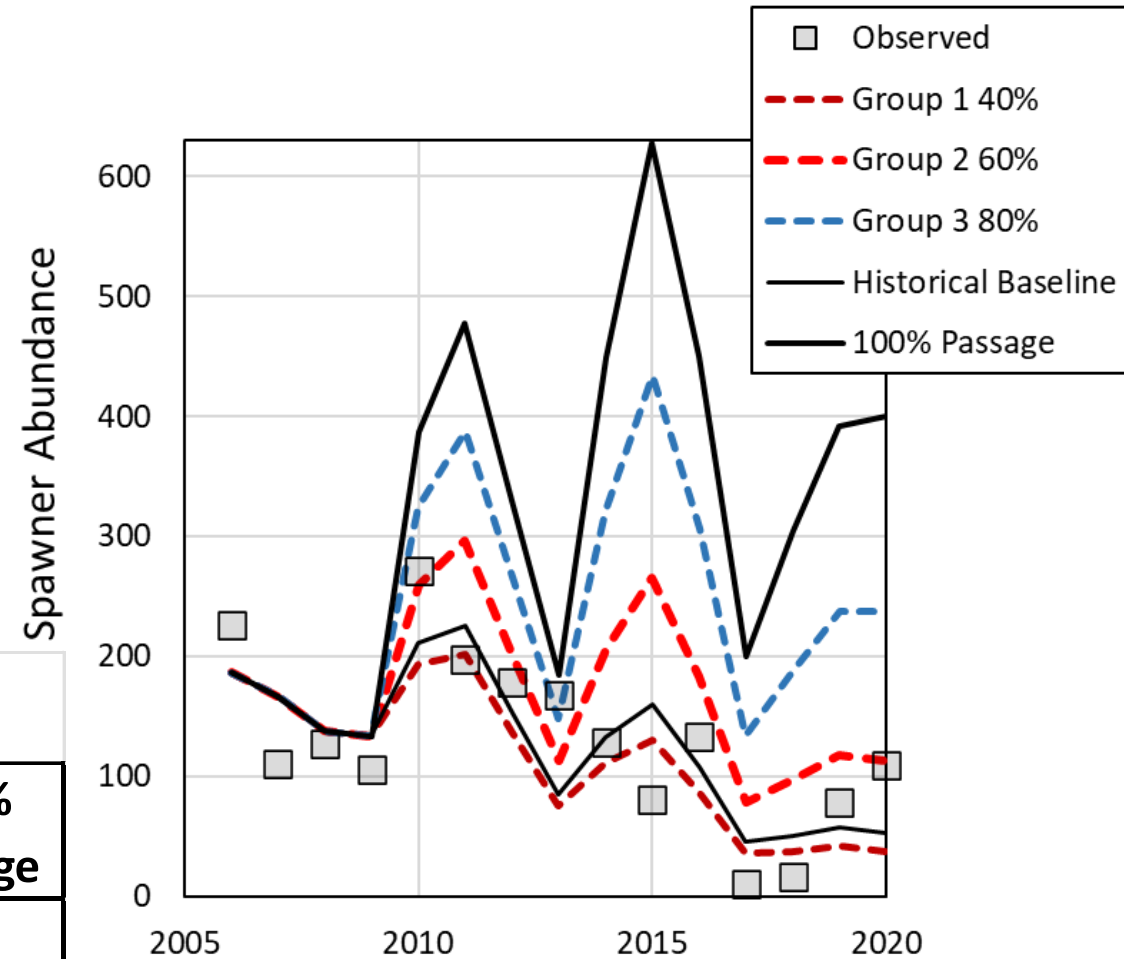 Observed
Group 1 40%
Group 2 60%
Group 3 80%
Historical Baseline
100% Passage
Spawner Abundance
600
500
400
300
200
100
0
2005
2010
2015
2020
%
ge